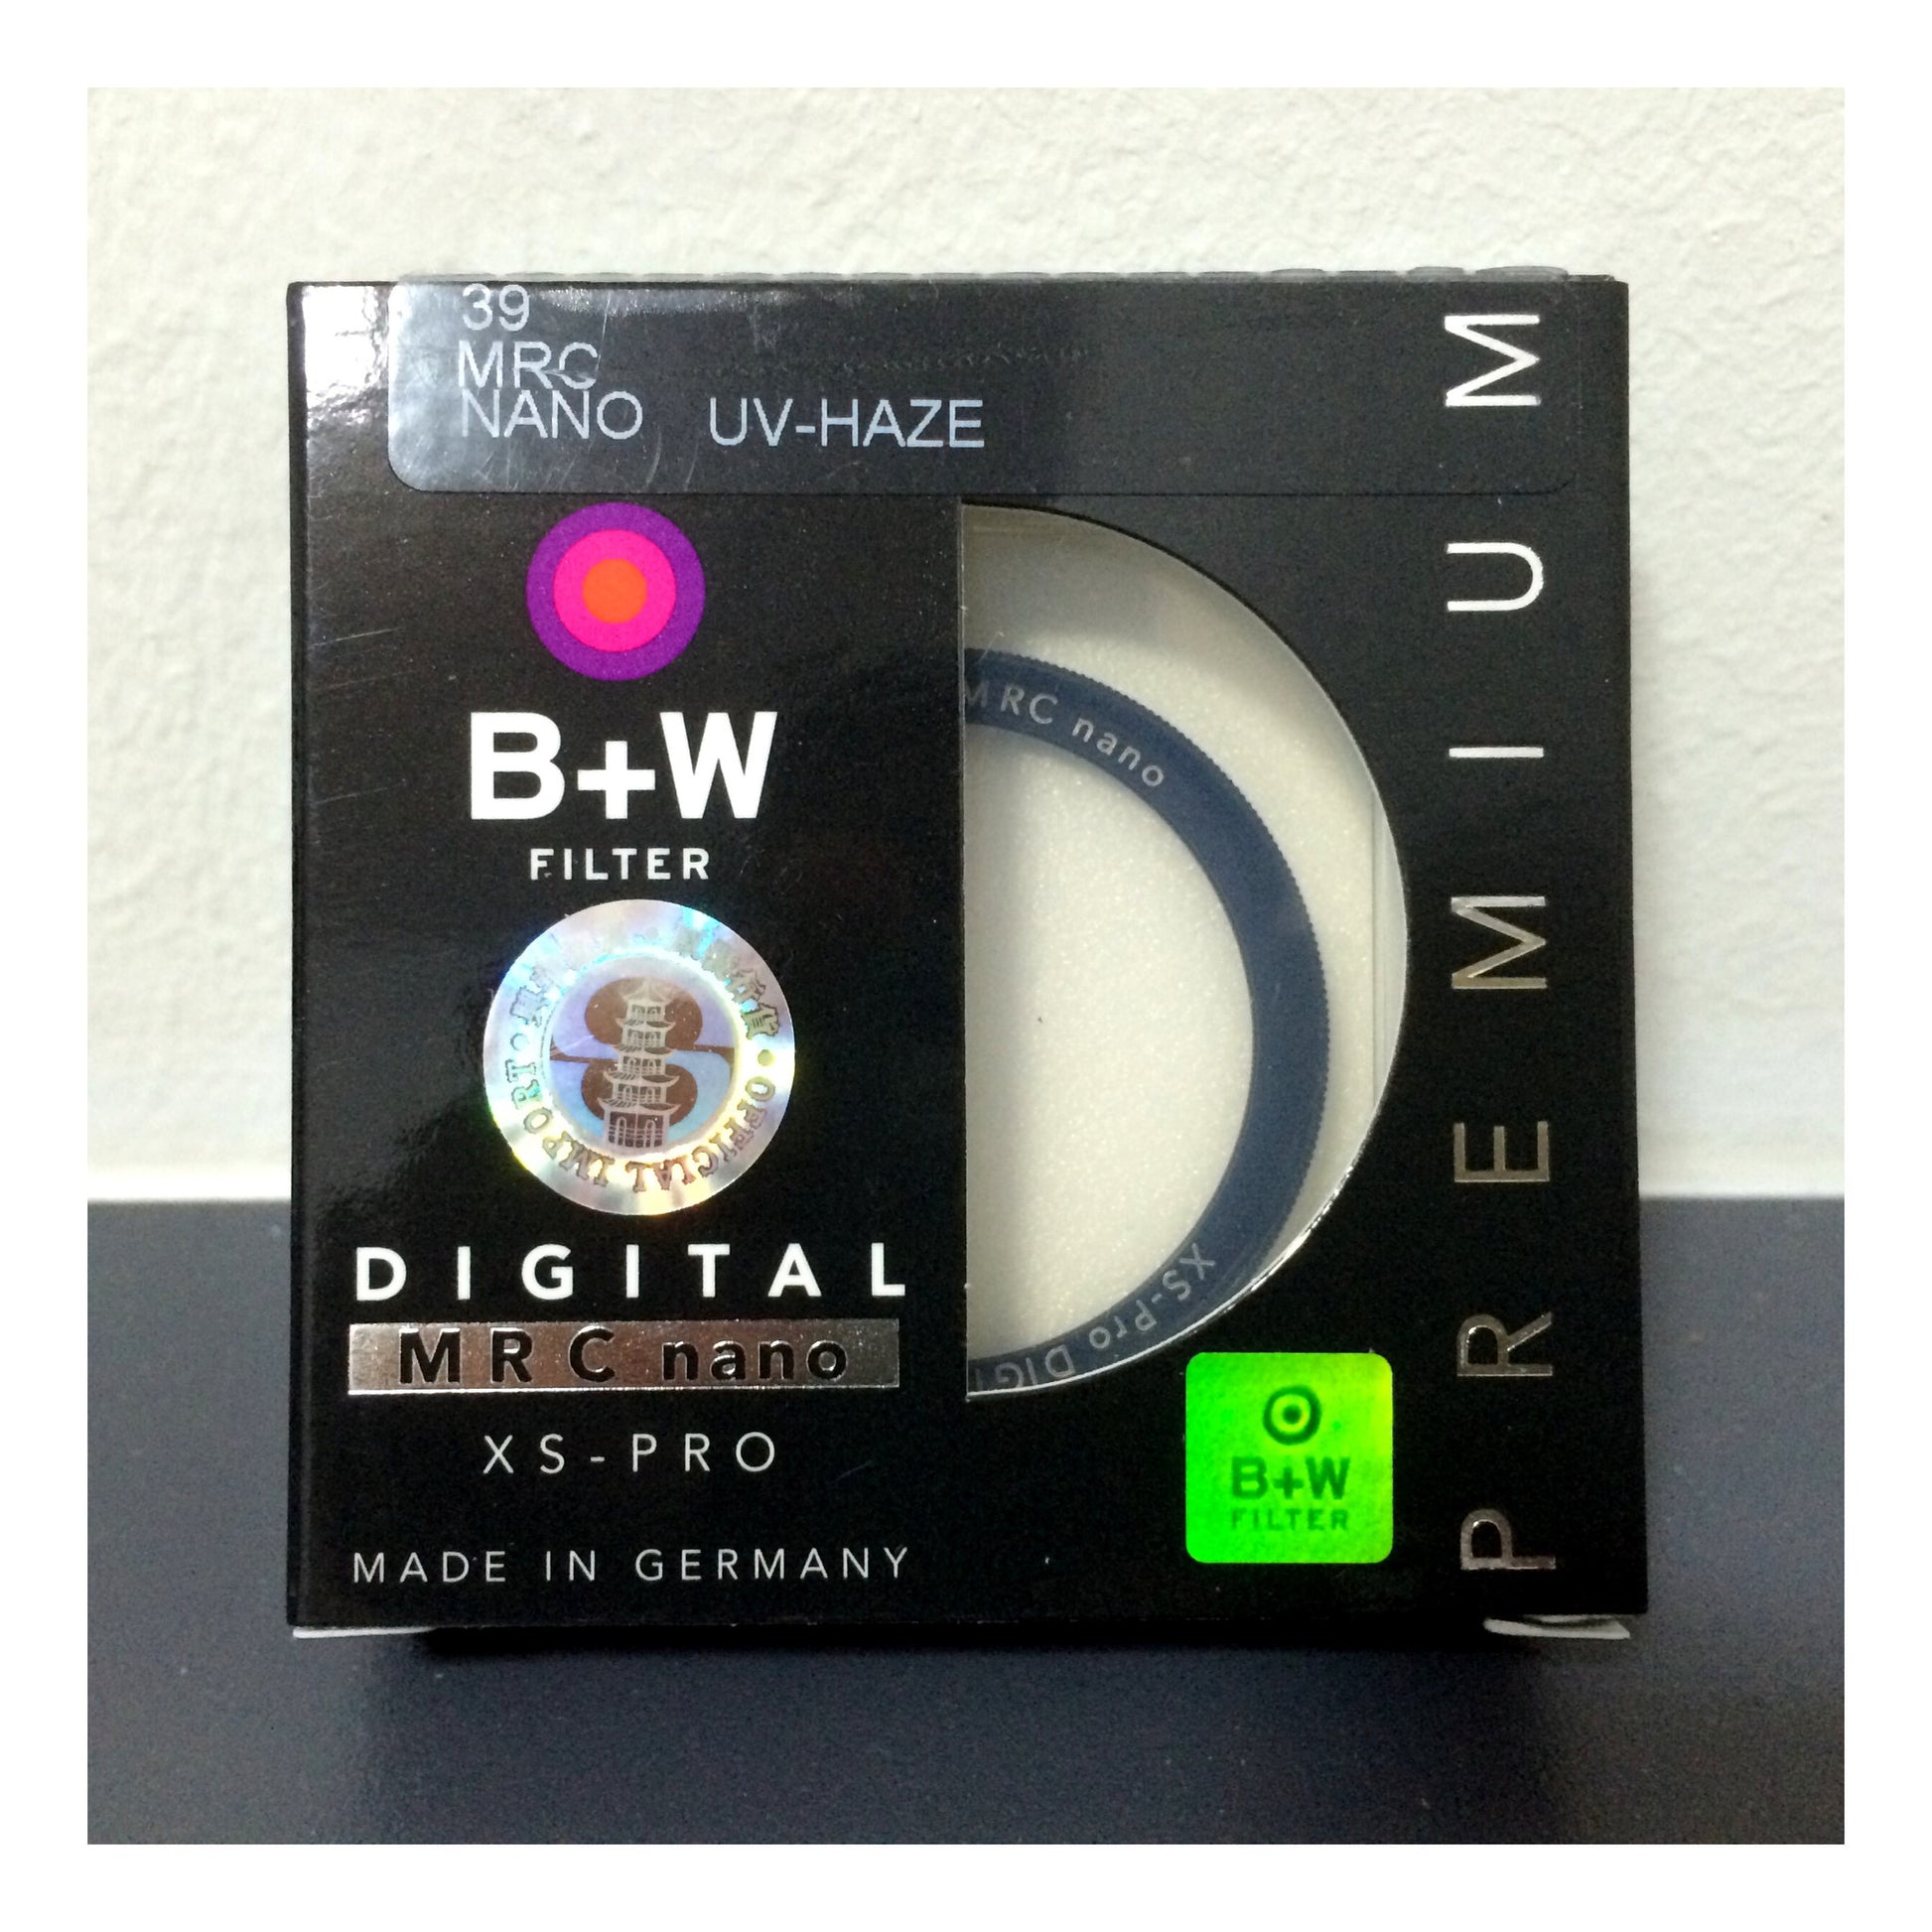 39
MRC
NANO UV-HAZE
B+W
FILTER
OFFICIAL IMPORT
DIGITAL
MRC nano
XS-PRO
MADE IN GERMANY
MRC nano
XS-Pro DIGI
B+W
FILTER
PREMIUM